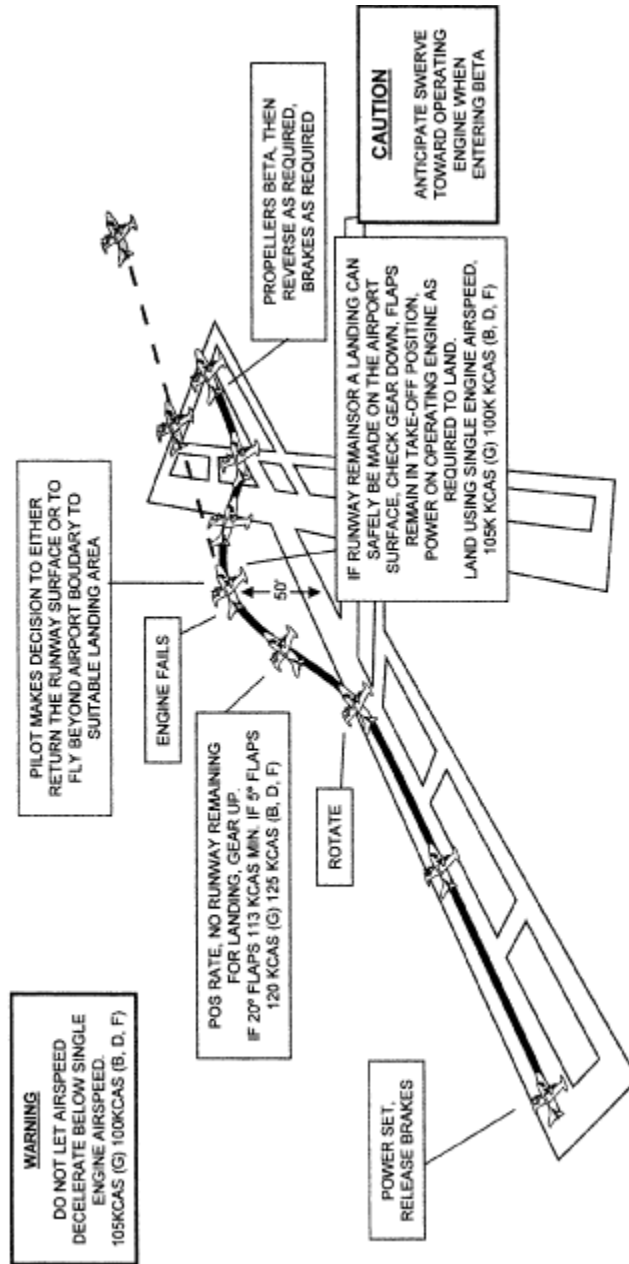 WARNING
DO NOT LET AIRSPEED
DECELERATE BELOW SINGLE
ENGINE AIRSPEED.
105KCAS (G) 100KCAS (B, D, F)
PILOT MAKES DECISION TO EITHER
RETURN THE RUNWAY SURFACE OR TO
FLY BEYOND AIRPORT BOUDARY TO
SUITABLE LANDING AREA
ENGINE FAILS
POS RATE, NO RUNWAY REMAINING
FOR LANDING, GEAR UP.
IF 20º FLAPS 113 KCAS MIN. IF 5º FLAPS
120 KCAS (G) 125 KCAS (B, D, F)
ROTATE
POWER SET,
RELEASE BRAKES
50'
PROPELLERS BETA, THEN
REVERSE AS REQUIRED,
BRAKES AS REQUIRED
IF RUNWAY REMAINSOR A LANDING CAN
SAFELY BE MADE ON THE AIRPORT
SURFACE, CHECK GEAR DOWN, FLAPS
REMAIN IN TAKE-OFF POSITION,
POWER ON OPERATING ENGINE AS
REQUIRED TO LAND.
LAND USING SINGLE ENGINE AIRSPEED,
105K KCAS (G) 100K KCAS (B, D, F)
CAUTION
ANTICIPATE SWERVE
TOWARD OPERATING
ENGINE WHEN
ENTERING BETA